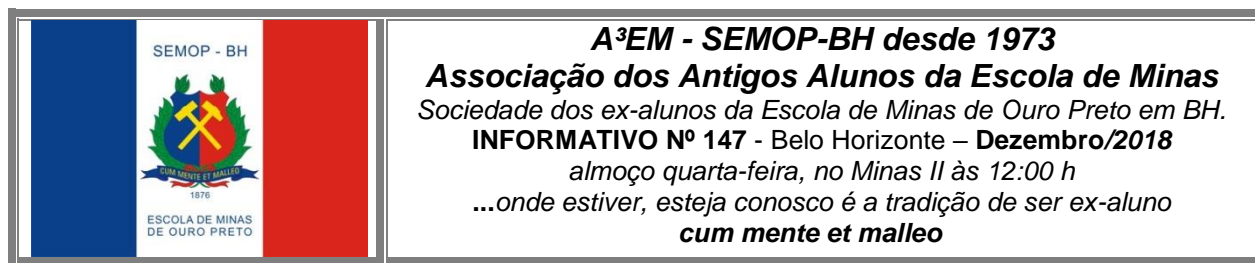 SEMOP - BH
CUM MENTE ET MALLEO
1876
ESCOLA DE MINAS
DE OURO PRETO
A³EM - SEMOP-BH desde 1973
Associação dos Antigos Alunos da Escola de Minas
Sociedade dos ex-alunos da Escola de Minas de Ouro Preto em BH.
INFORMATIVO Nº 147 - Belo Horizonte – Dezembro/2018
almoço quarta-feira, no Minas II às 12:00 h
...onde estiver, esteja conosco é a tradição de ser ex-aluno
cum mente et malleo